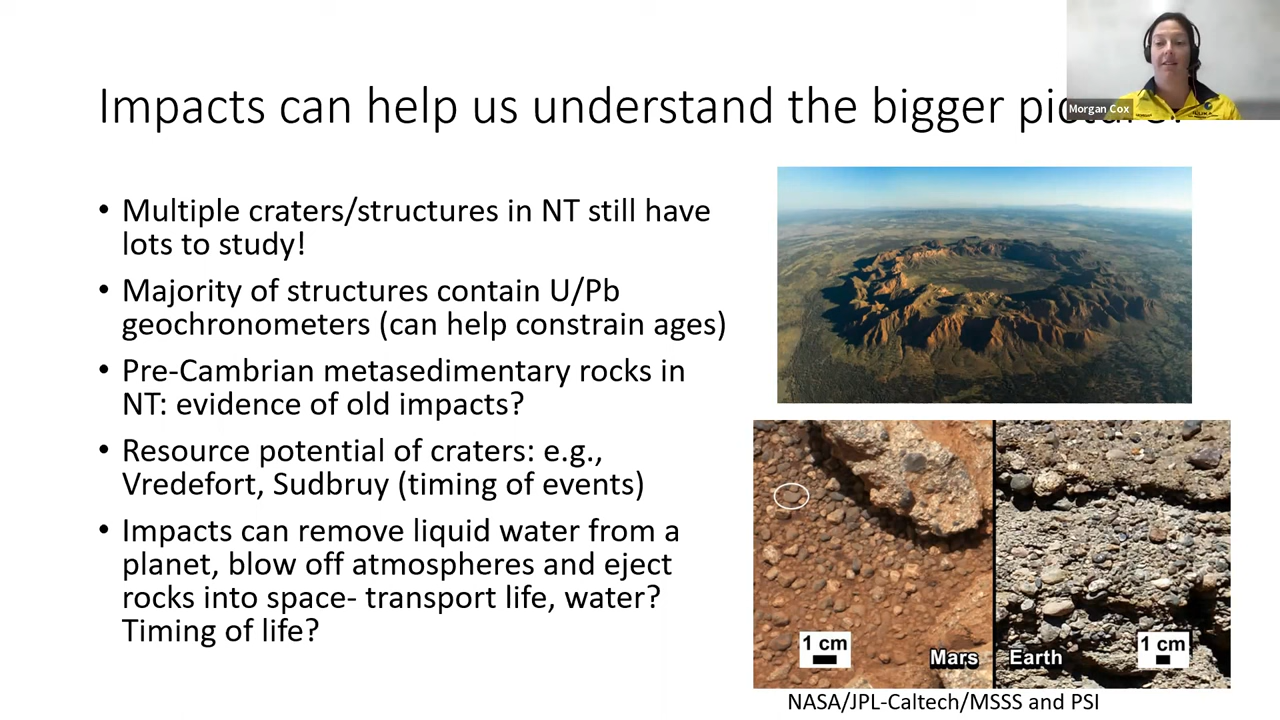 Impacts can help us understand the bigger picture!
Morgan Cox
• Multiple craters/structures in NT still have
lots to study!
• Majority of structures contain U/Pb
geochronometers (can help constrain ages)
• Pre-Cambrian metasedimentary rocks in
NT: evidence of old impacts?
• Resource potential of craters: e.g.,
Vredefort, Sudbruy (timing of events)
• Impacts can remove liquid water from a
planet, blow off atmospheres and eject
rocks into space- transport life, water?
Timing of life?
1 cm
Mars
Earth
1 cm
NASA/JPL-Caltech/MSSS and PSI